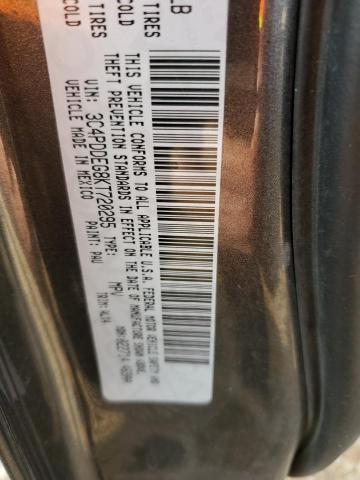 LB
TIRES
COLD
TIRES
COLD
THIS VEHICLE CONFORMS TO ALL APPLICABLE U.S.A. FEDERAL MOTOR VEHICLE SAFETY AND
THEFT PREVENTION STANDARDS IN EFFECT ON THE DATE OF MANUFACTURE SHOWN ABOVE.
VIN: 3C4PDDEG8KT720295 TYPE: MPV
VEHICLE MADE IN MEXICO PAINT: PAU